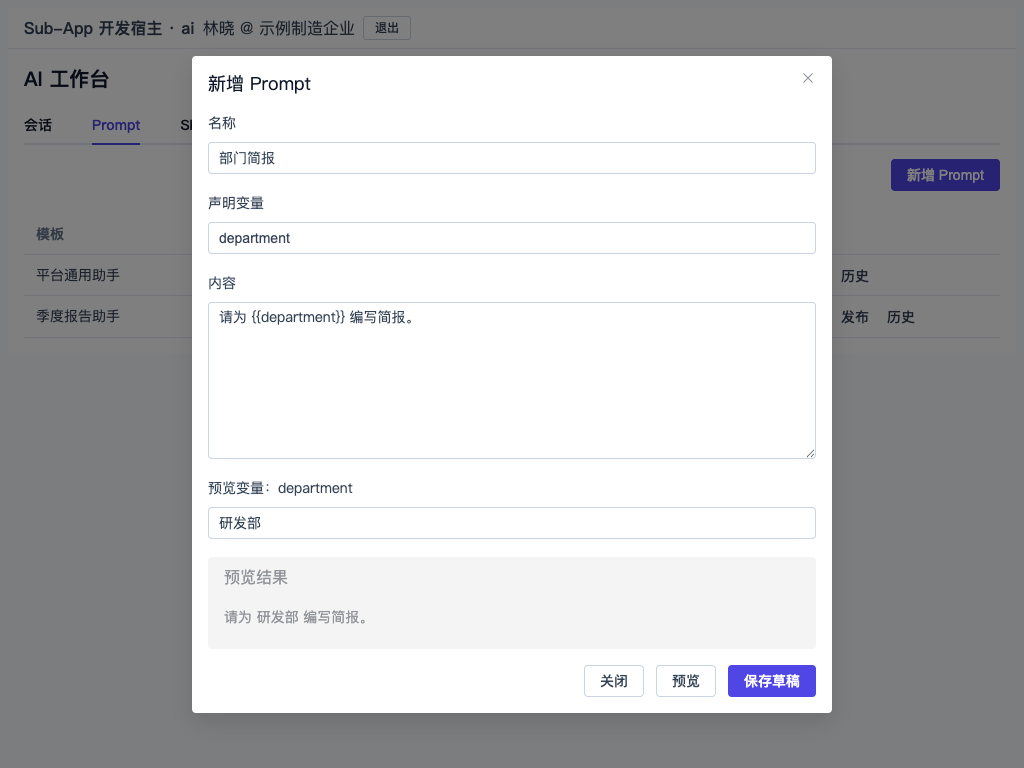 Sub-App 开发宿主 · ai 林晓 @ 示例制造企业 退出
AI 工作台
会话 Prompt
新增 Prompt
模板
平台通用助手 历史
季度报告助手 发布 历史
新增 Prompt
名称
部门简报
声明变量
department
内容
请为 {{department}} 编写简报。
预览变量：department
研发部
预览结果
请为 研发部 编写简报。
关闭 预览 保存草稿